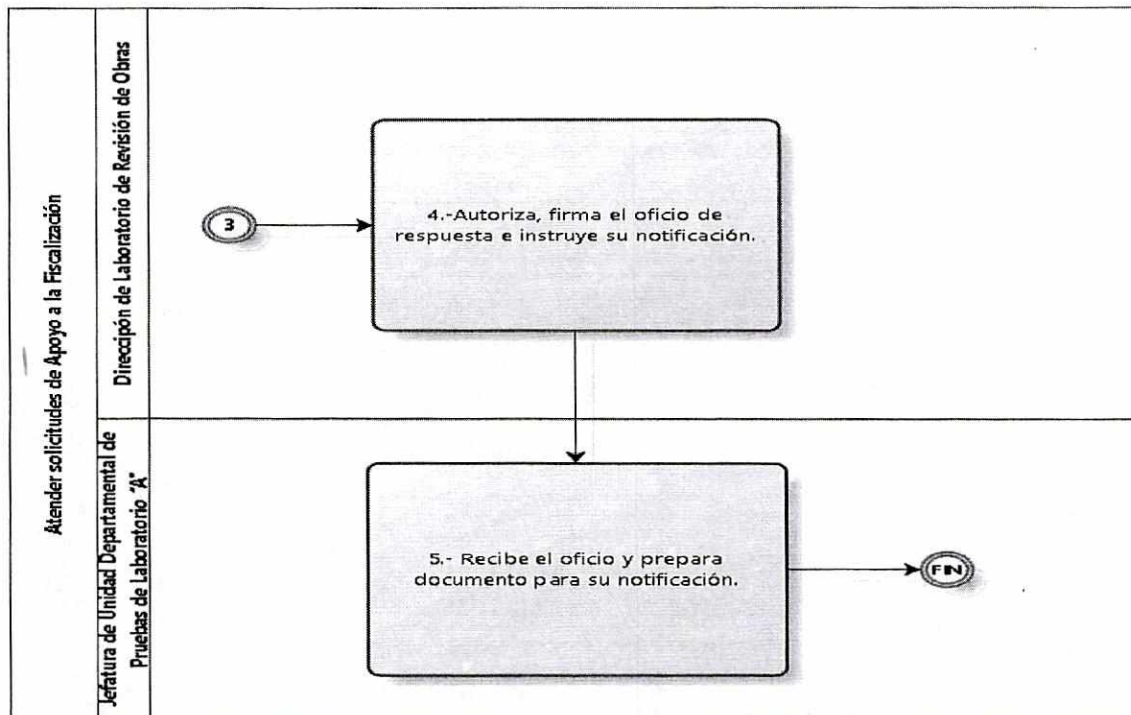 Atender solicitudes de Apoyo a la Fiscalización
Direcipón de Laboratorio de Revisión de Obras
3
4.-Autoriza, firma el oficio de
respuesta e instruye su notificación.
Jefatura de Unidad Departamental de
Pruebas de Laboratorio "A"
5.- Recibe el oficio y prepara
documento para su notificación.
FIN